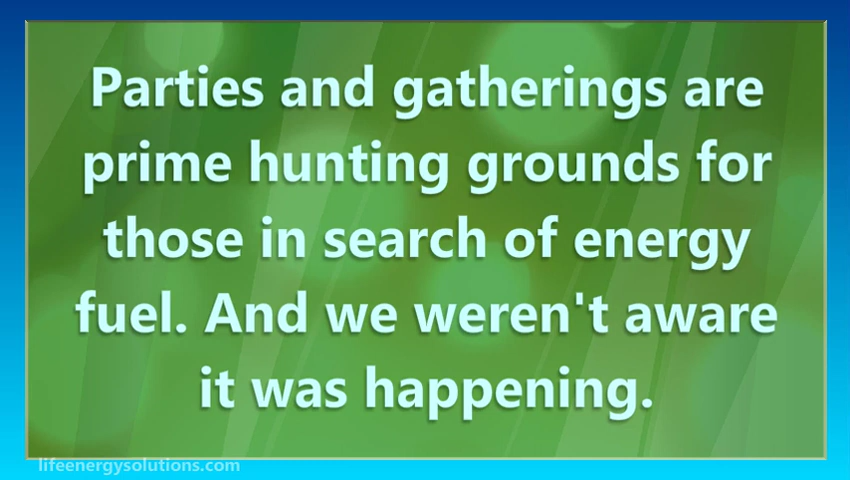 Parties and gatherings are
prime hunting grounds for
those in search of energy
fuel. And we weren't aware
it was happening.
lifeenergysolutions.com